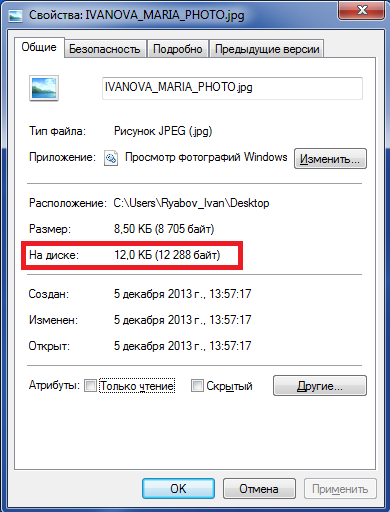 Свойства: IVANOVA_MARIA_PHOTO.jpg
Общие Безопасность Подробно Предыдущие версии
IVANOVA_MARIA_PHOTO.jpg
Тип файла: Рисунок JPEG (.jpg)
Приложение: Просмотр фотографий Windows Изменить...
Расположение: C:\Users\Ryabov_Ivan\Desktop
Размер: 8,50 КБ (8 705 байт)
На диске: 12,0 КБ (12 288 байт)
Создан: 5 декабря 2013 г., 13:57:17
Изменен: 5 декабря 2013 г., 13:57:17
Открыт: 5 декабря 2013 г., 13:57:17
Атрибуты: Только чтение Скрытый Другие...
OK Отмена Применить